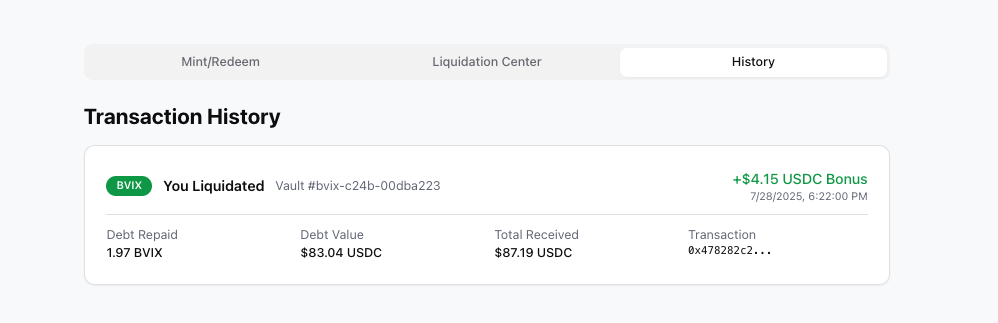 Mint/Redeem
Liquidation Center
History
Transaction History
BVIX You Liquidated Vault #bvix-c24b-00dba223
+$4.15 USDC Bonus
7/28/2025, 6:22:00 PM
Debt Repaid
1.97 BVIX
Debt Value
$83.04 USDC
Total Received
$87.19 USDC
Transaction
0x478282c2...